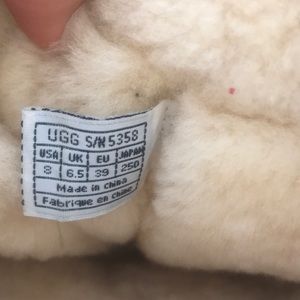 UGG S/N 5358
USA UK EU JAPAN
8 6.5 39 250
Made in China
Fabriqué en Chine